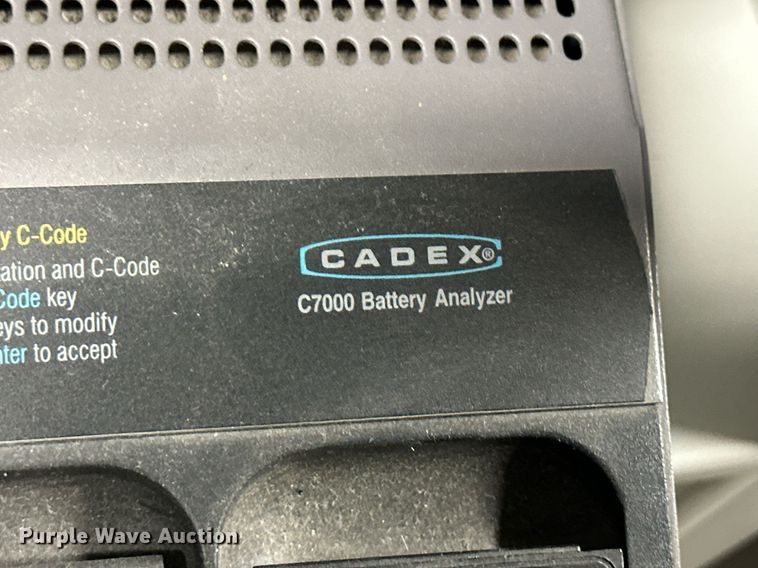 y C-Code
ation and C-Code
Code key
eys to modify
nter to accept
CADEX®
C7000 Battery Analyzer
Purple Wave Auction®